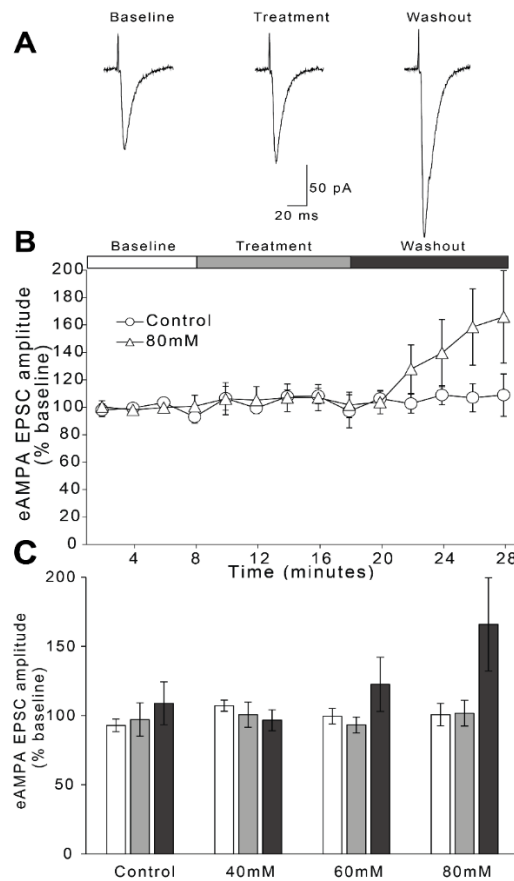 A
Baseline Treatment Washout
50 pA
20 ms
B
Baseline Treatment Washout
eAMPA EPSC amplitude
(% baseline)
200
180
160
140
120
100
80
60
40
20
0
Control
80mM
4 8 12 16 20 24 28
Time (minutes)
C
eAMPA EPSC amplitude
(% baseline)
200
150
100
50
0
Control 40mM 60mM 80mM